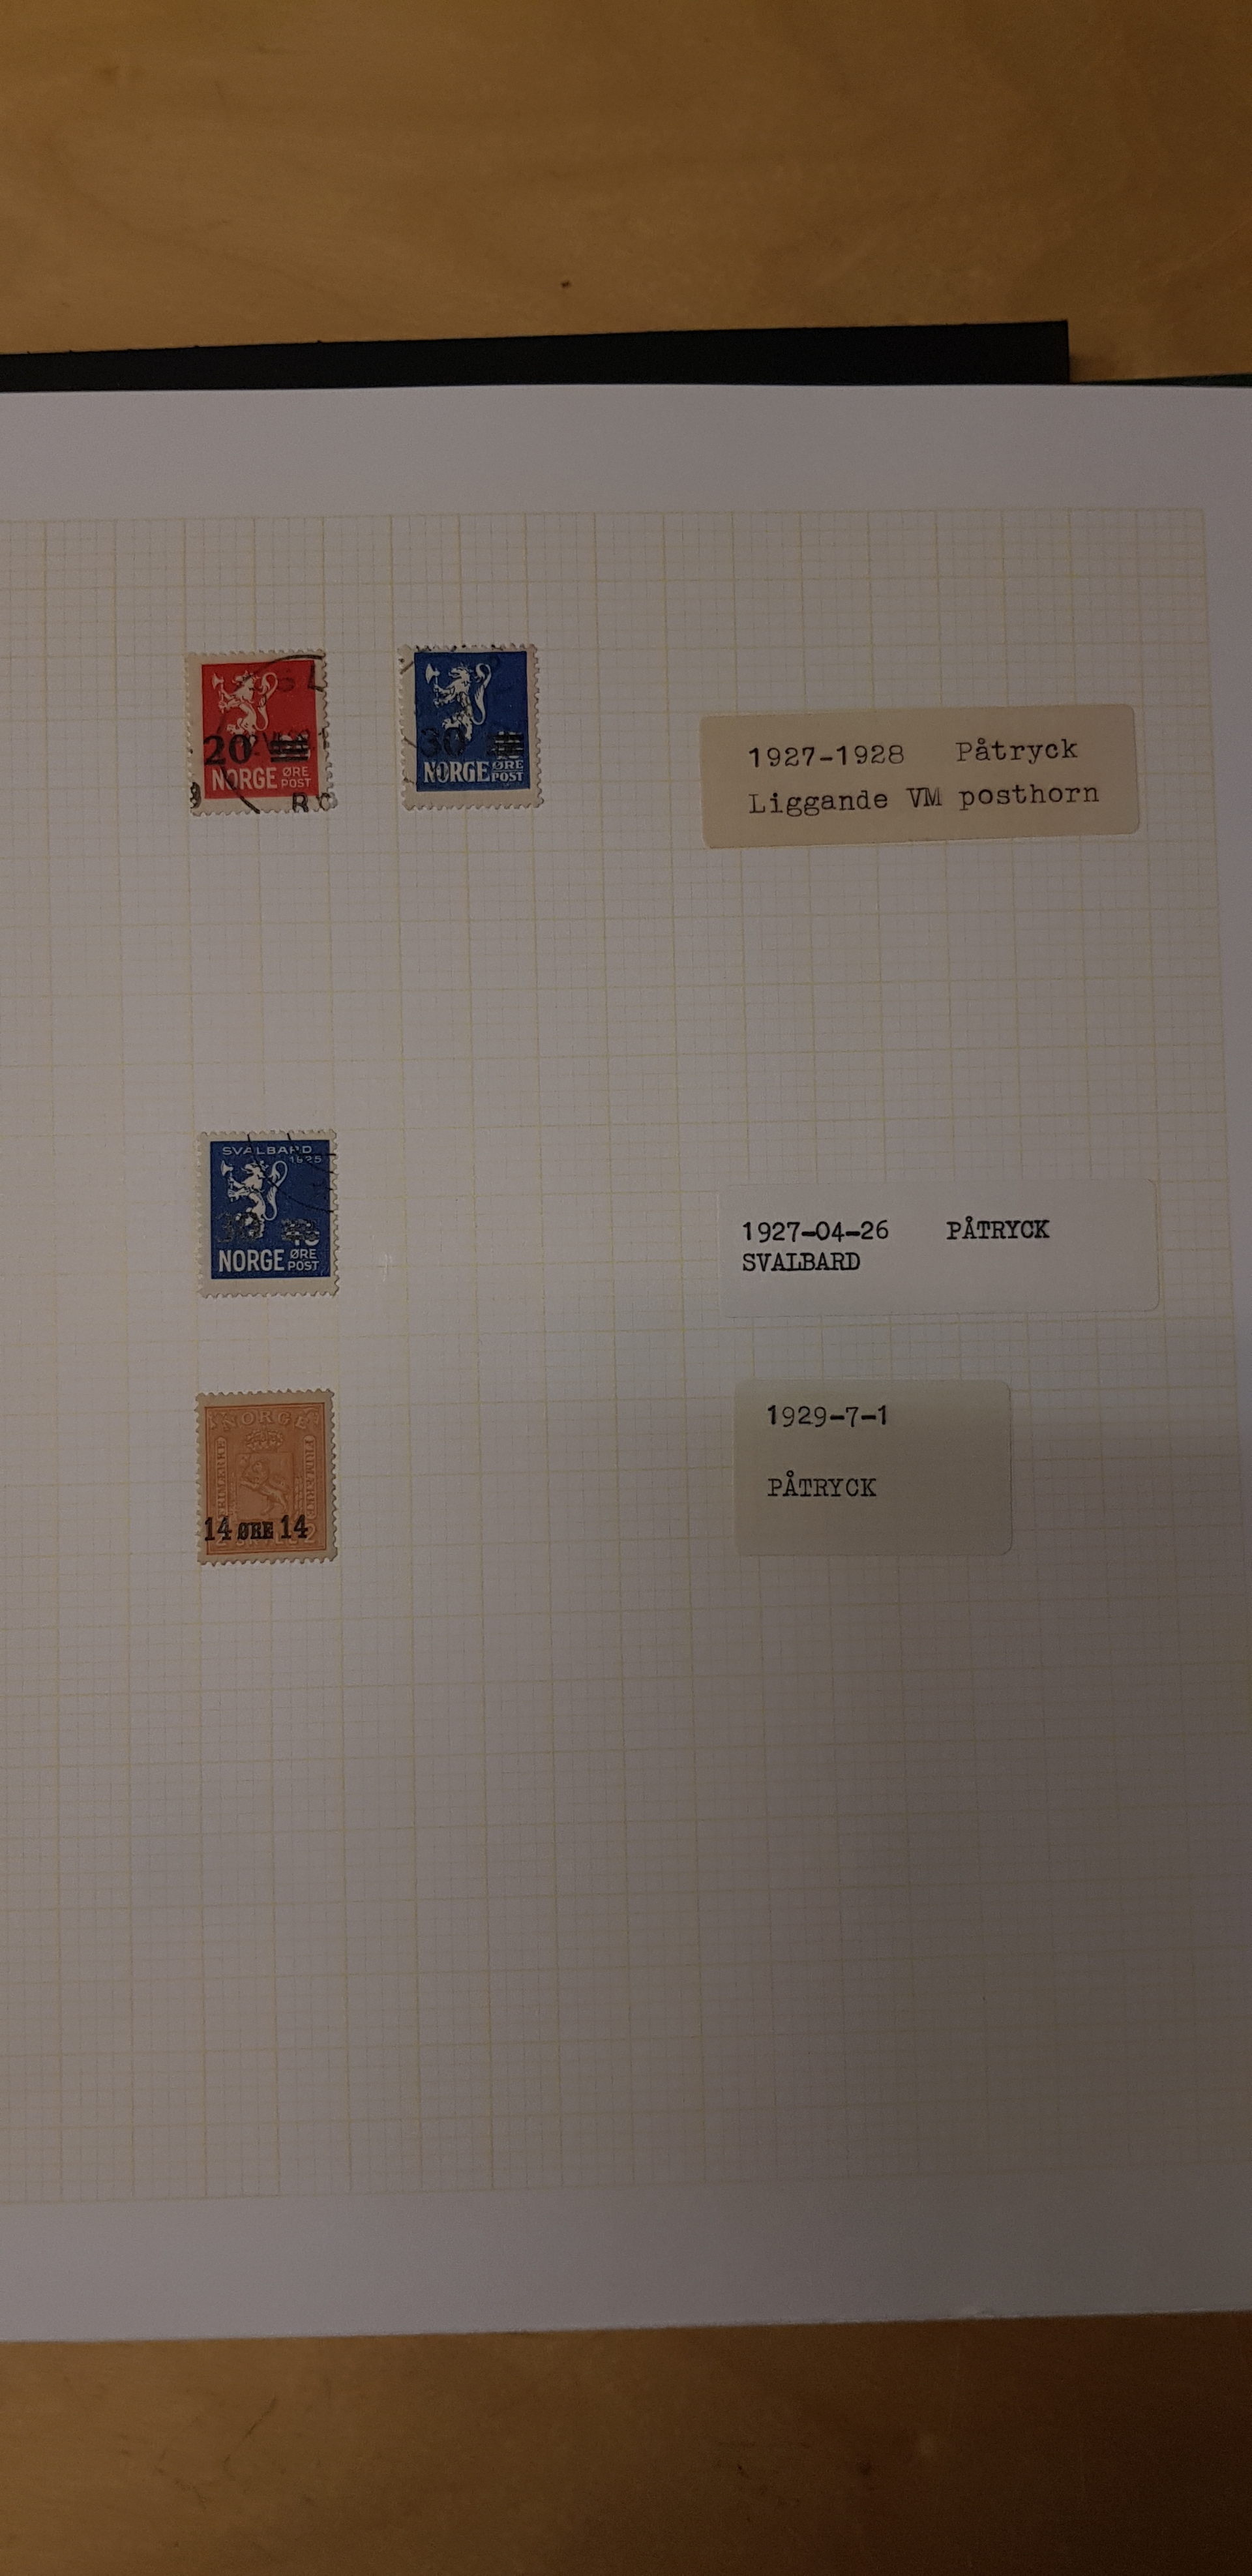 20
NORGE ØRE
POST
30
NORGE ØRE
POST
1927-1928 Påtryck
Liggande VM posthorn
SVALBARD
1925
30
NORGE ØRE
POST
1927-04-26 PÅTRYCK
SVALBARD
NORGE
FRIMÆRKE
14 ØRE 14
1929-7-1
PÅTRYCK